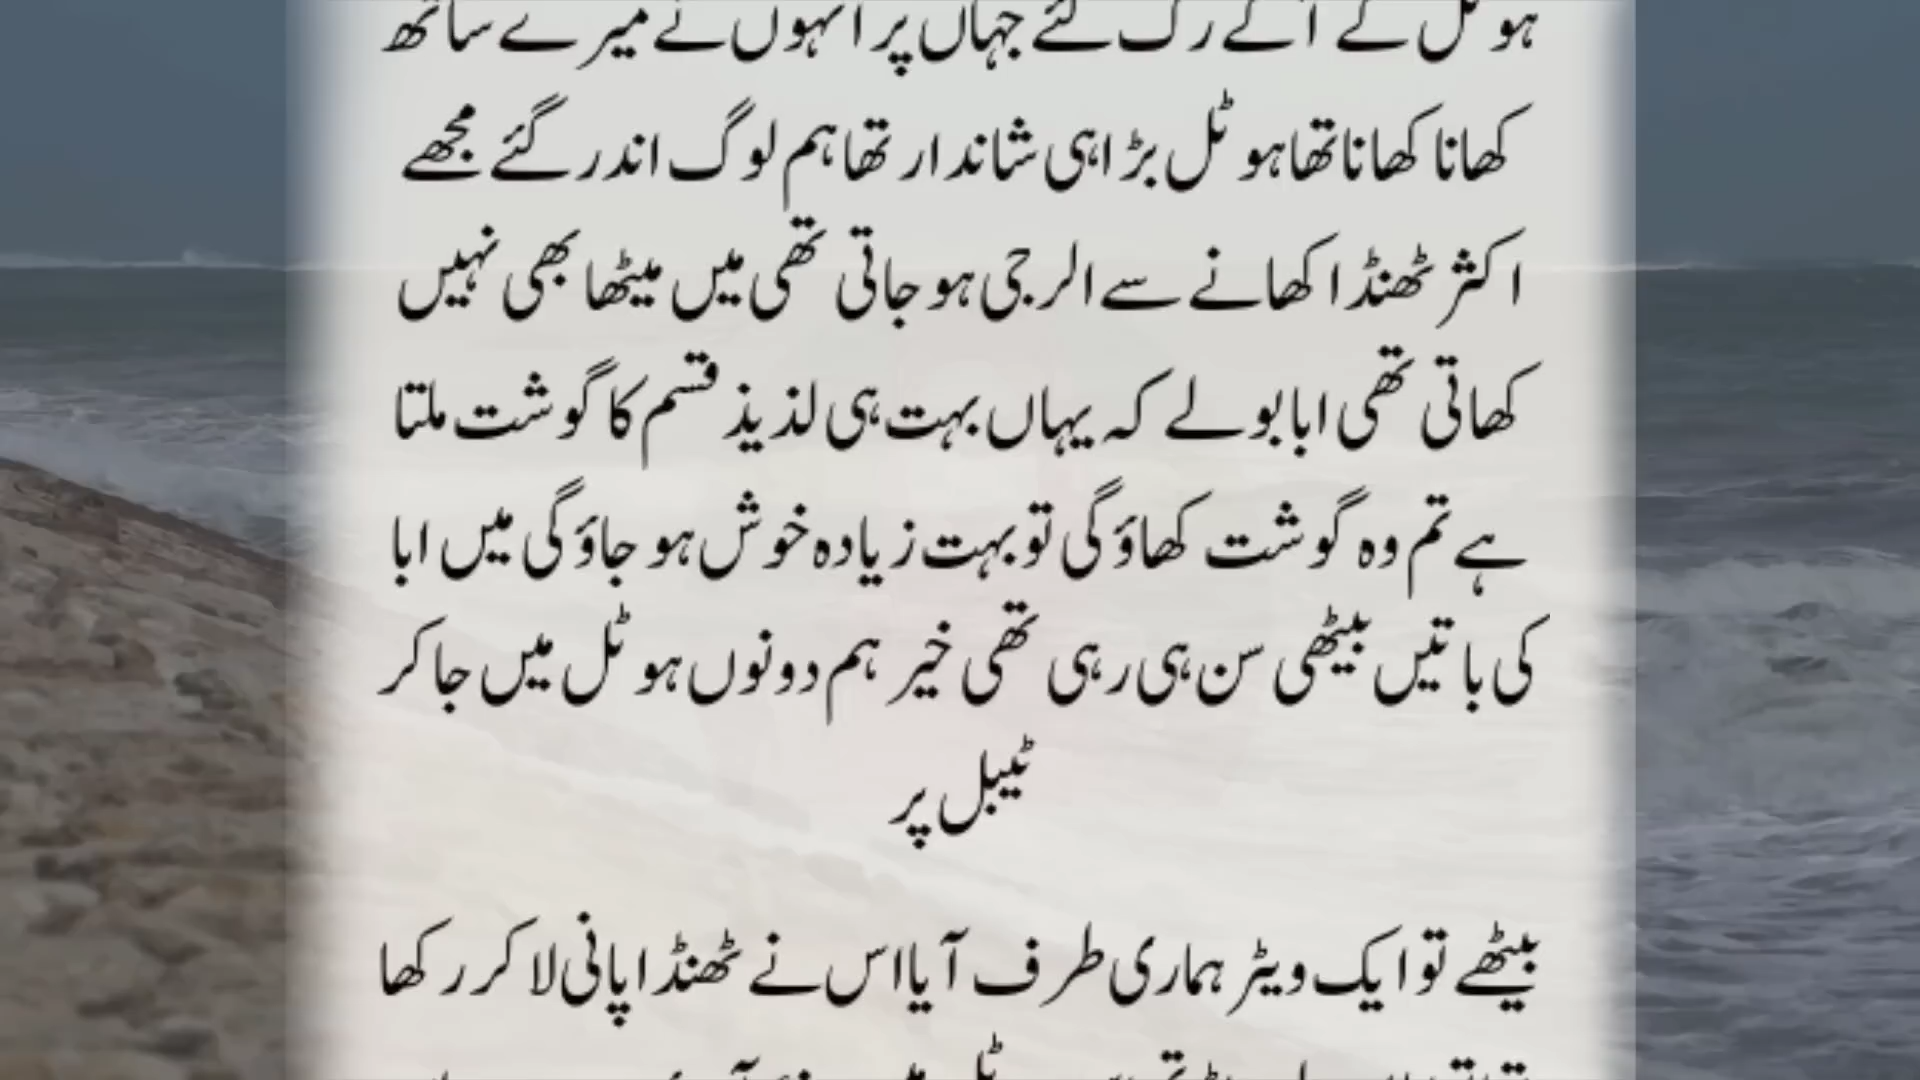 ہوٹل کے آگے رک گئے جہاں پر انہوں نے میرے ساتھ
کھانا کھانا تھا ہوٹل بڑا ہی شاندار تھا ہم لوگ اندر گئے مجھے
اکثر ٹھنڈا کھانے سے الرجی ہو جاتی تھی میں میٹھا بھی نہیں
کھاتی تھی ابا بولے کہ یہاں بہت ہی لذیذ قسم کا گوشت ملتا
ہے تم وہ گوشت کھاؤ گی تو بہت زیادہ خوش ہو جاؤ گی میں ابا
کی باتیں بیٹھی سن ہی رہی تھی خیر ہم دونوں ہوٹل میں جا کر
ٹیبل پر
بیٹھے تو ایک ویٹر ہماری طرف آیا اس نے ٹھنڈا پانی لا کر رکھا